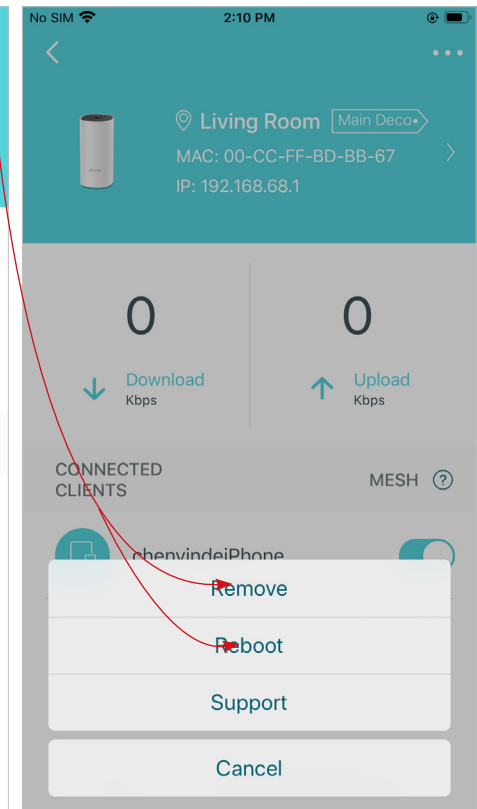 No SIM 2:10 PM
Living Room Main Deco
MAC: 00-CC-FF-BD-BB-67
IP: 192.168.68.1
0 0
Download Upload
Kbps Kbps
CONNECTED
CLIENTS
MESH ?
chenyindeiPhone
Remove
Reboot
Support
Cancel